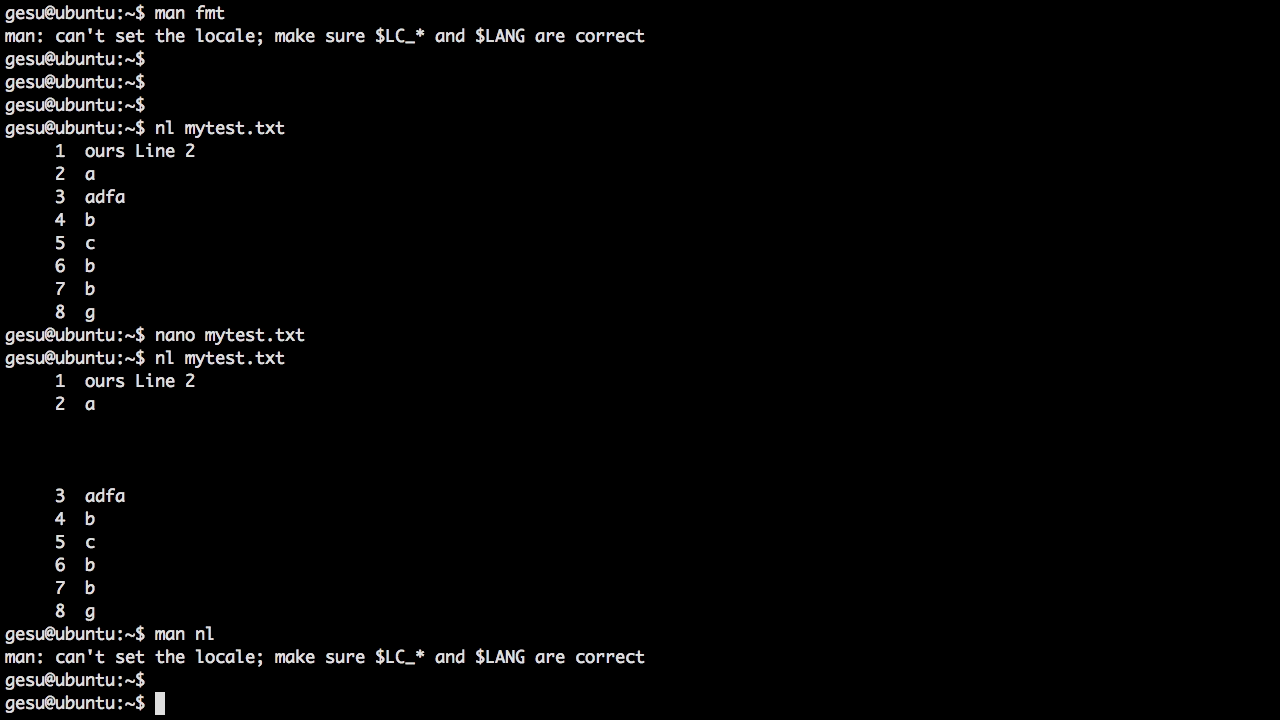 gesu@ubuntu:~$ man fmt
man: can't set the locale; make sure $LC_* and $LANG are correct
gesu@ubuntu:~$
gesu@ubuntu:~$
gesu@ubuntu:~$
gesu@ubuntu:~$ nl mytest.txt
1 ours Line 2
2 a
3 adfa
4 b
5 c
6 b
7 b
8 g
gesu@ubuntu:~$ nano mytest.txt
gesu@ubuntu:~$ nl mytest.txt
1 ours Line 2
2 a
3 adfa
4 b
5 c
6 b
7 b
8 g
gesu@ubuntu:~$ man nl
man: can't set the locale; make sure $LC_* and $LANG are correct
gesu@ubuntu:~$
gesu@ubuntu:~$